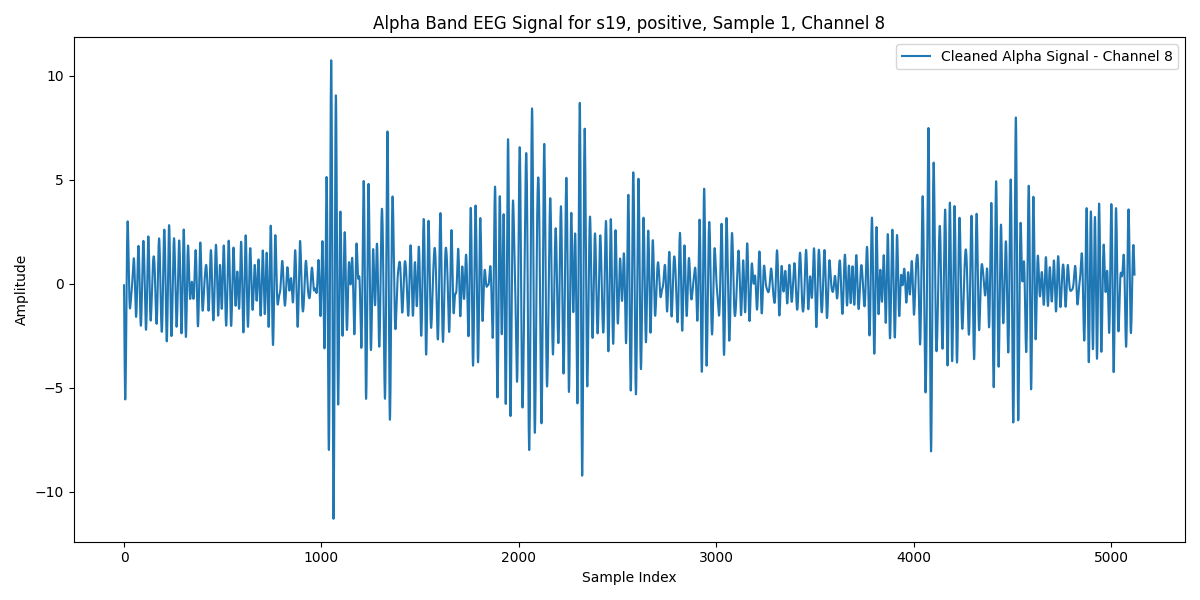 Alpha Band EEG Signal for s19, positive, Sample 1, Channel 8
Cleaned Alpha Signal - Channel 8
Amplitude
10
5
0
−5
−10
0 1000 2000 3000 4000 5000
Sample Index